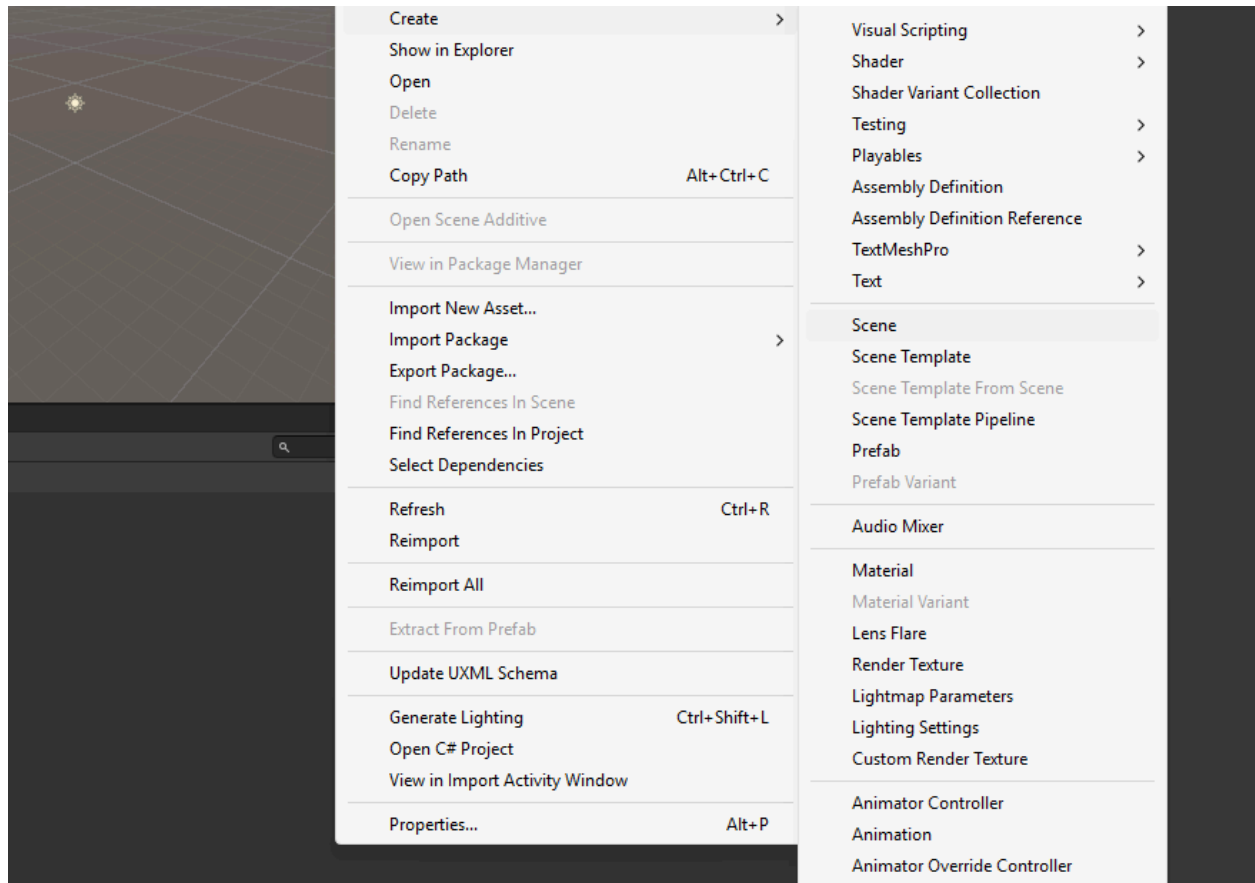 Create
Show in Explorer
Open
Delete
Rename
Copy Path Alt+Ctrl+C
Open Scene Additive
View in Package Manager
Import New Asset...
Import Package
Export Package...
Find References In Scene
Find References In Project
Select Dependencies
Refresh Ctrl+R
Reimport
Reimport All
Extract From Prefab
Update UXML Schema
Generate Lighting Ctrl+Shift+L
Open C# Project
View in Import Activity Window
Properties... Alt+P
Visual Scripting
Shader
Shader Variant Collection
Testing
Playables
Assembly Definition
Assembly Definition Reference
TextMeshPro
Text
Scene
Scene Template
Scene Template From Scene
Scene Template Pipeline
Prefab
Prefab Variant
Audio Mixer
Material
Material Variant
Lens Flare
Render Texture
Lightmap Parameters
Lighting Settings
Custom Render Texture
Animator Controller
Animation
Animator Override Controller